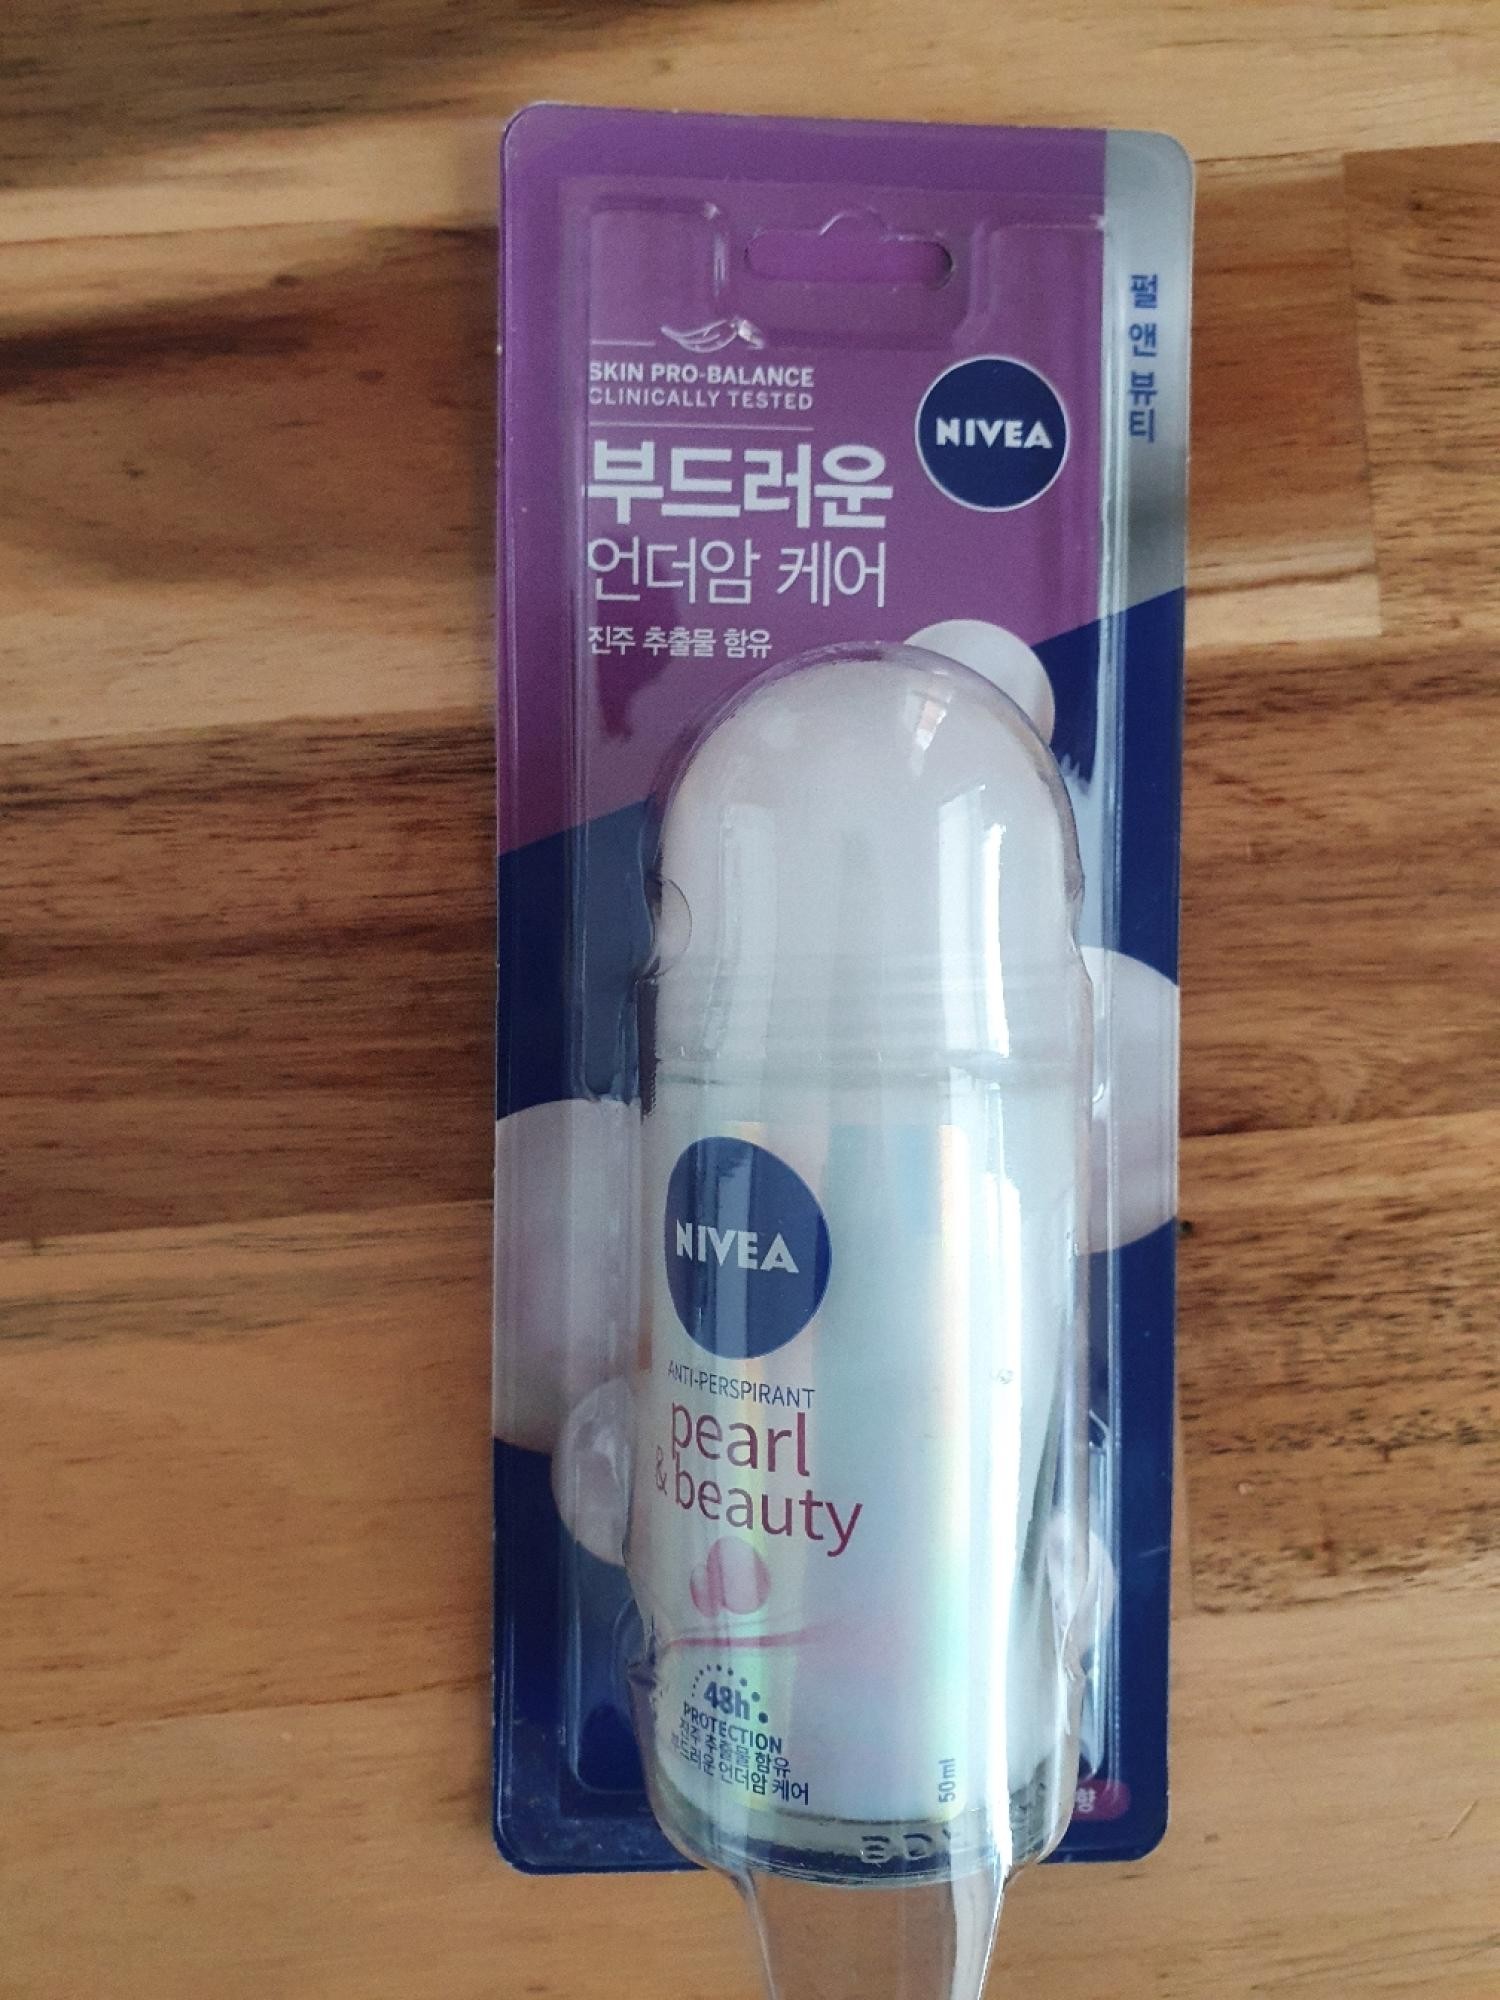 SKIN PRO-BALANCE
CLINICALLY TESTED
NIVEA
부드러운
언더암 케어
진주 추출물 함유
펄 앤 뷰티
NIVEA
ANTI-PERSPIRANT
pearl
& beauty
48h
PROTECTION
진주 추출물 함유
부드러운 언더암 케어
50ml
향